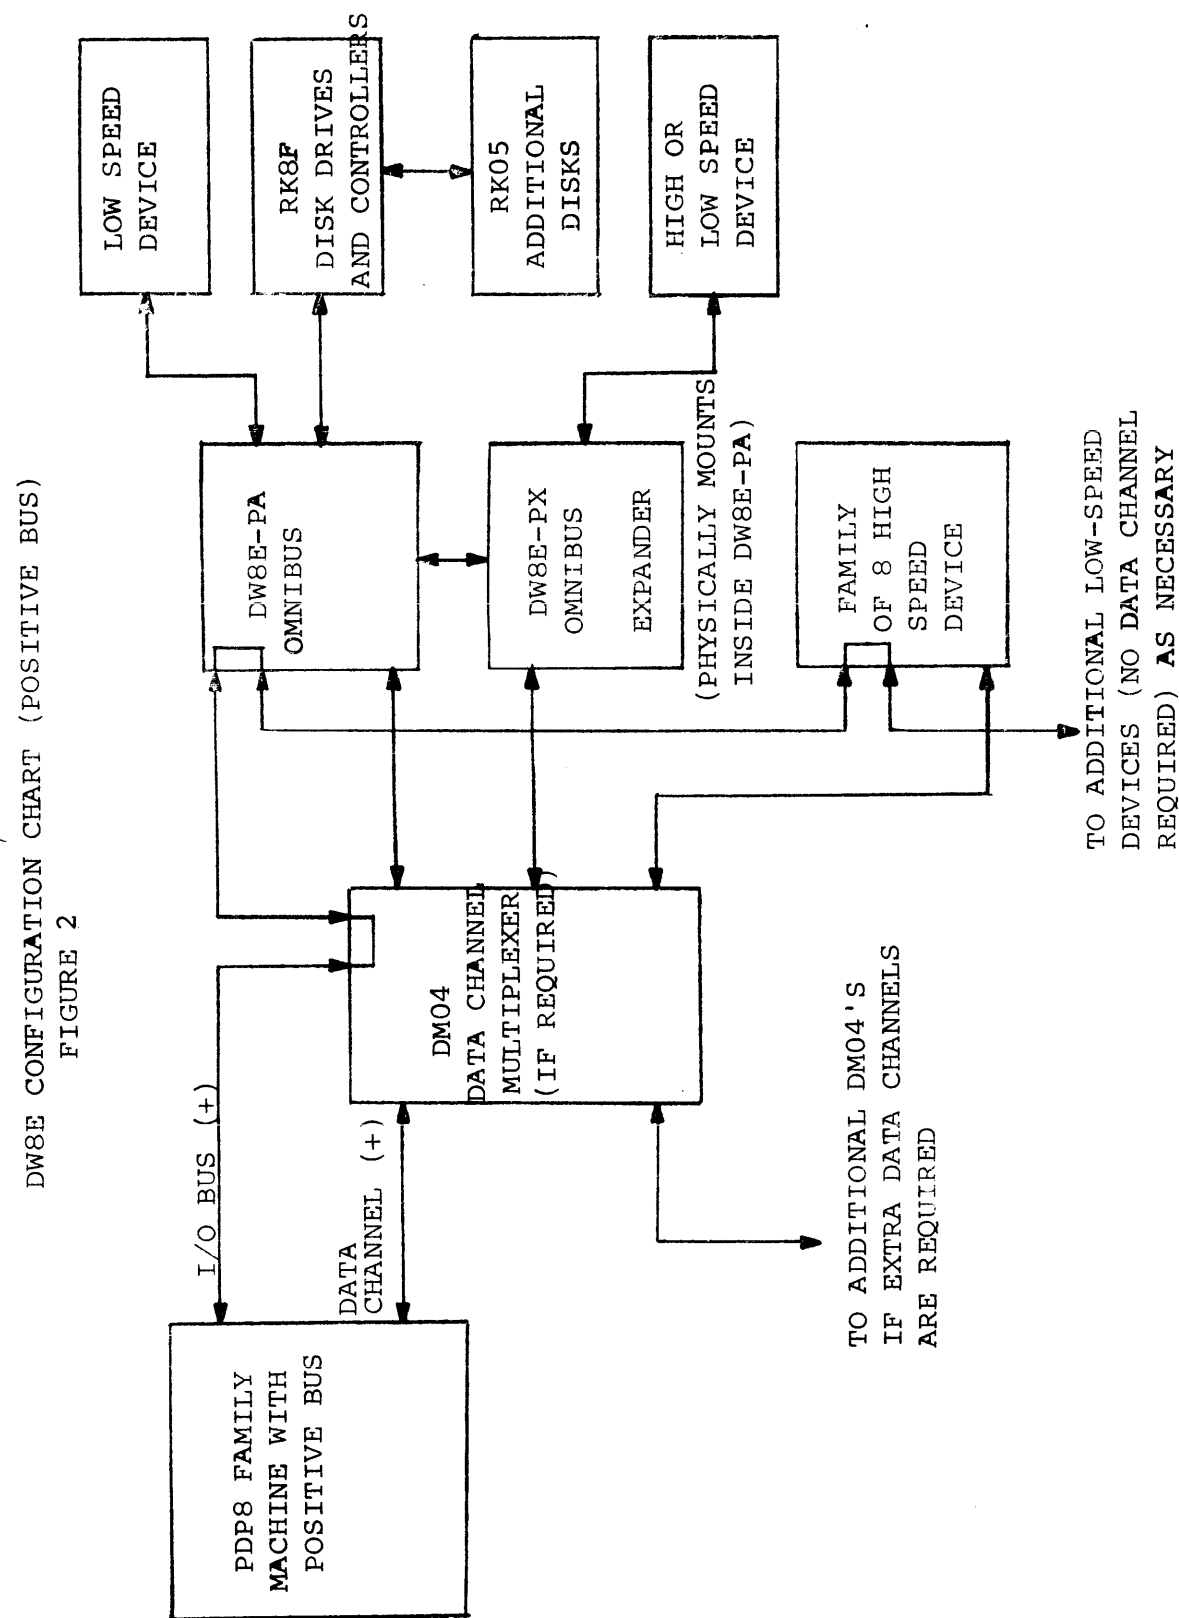 DW8E CONFIGURATION CHART (POSITIVE BUS)
FIGURE 2
PDP8 FAMILY
MACHINE WITH
POSITIVE BUS
I/O BUS (+)
DATA
CHANNEL (+)
DM04
DATA CHANNEL
MULTIPLEXER
(IF REQUIRED)
TO ADDITIONAL DM04'S
IF EXTRA DATA CHANNELS
ARE REQUIRED
DW8E-PA
OMNIBUS
DW8E-PX
OMNIBUS
EXPANDER
(PHYSICALLY MOUNTS
INSIDE DW8E-PA)
FAMILY
OF 8 HIGH
SPEED
DEVICE
TO ADDITIONAL LOW-SPEED
DEVICES (NO DATA CHANNEL
REQUIRED) AS NECESSARY
LOW SPEED
DEVICE
RK8F
DISK DRIVES
AND CONTROLLERS
RK05
ADDITIONAL
DISKS
HIGH OR
LOW SPEED
DEVICE